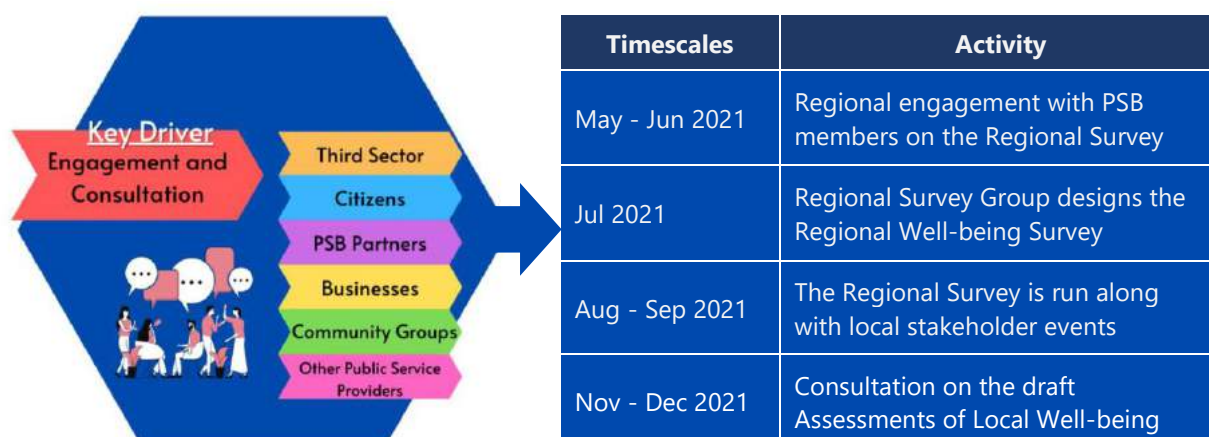 Key Driver
Engagement and
Consultation
Third Sector
Citizens
PSB Partners
Businesses
Community Groups
Other Public Service
Providers
Timescales
Activity
May - Jun 2021
Regional engagement with PSB
members on the Regional Survey
Jul 2021
Regional Survey Group designs the
Regional Well-being Survey
Aug - Sep 2021
The Regional Survey is run along
with local stakeholder events
Nov - Dec 2021
Consultation on the draft
Assessments of Local Well-being